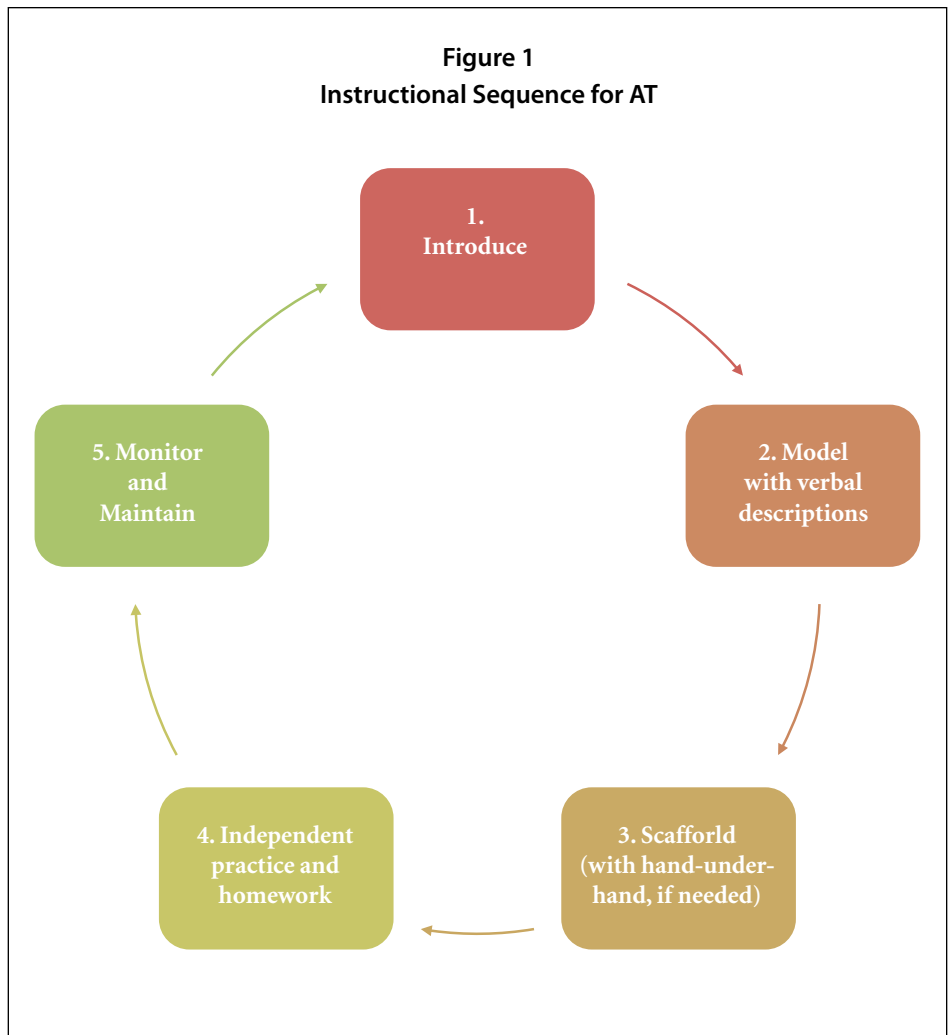 Figure 1
Instructional Sequence for AT
1.
Introduce
2. Model
with verbal
descriptions
3. Scafforld
(with hand-under-
hand, if needed)
4. Independent
practice and
homework
5. Monitor
and
Maintain